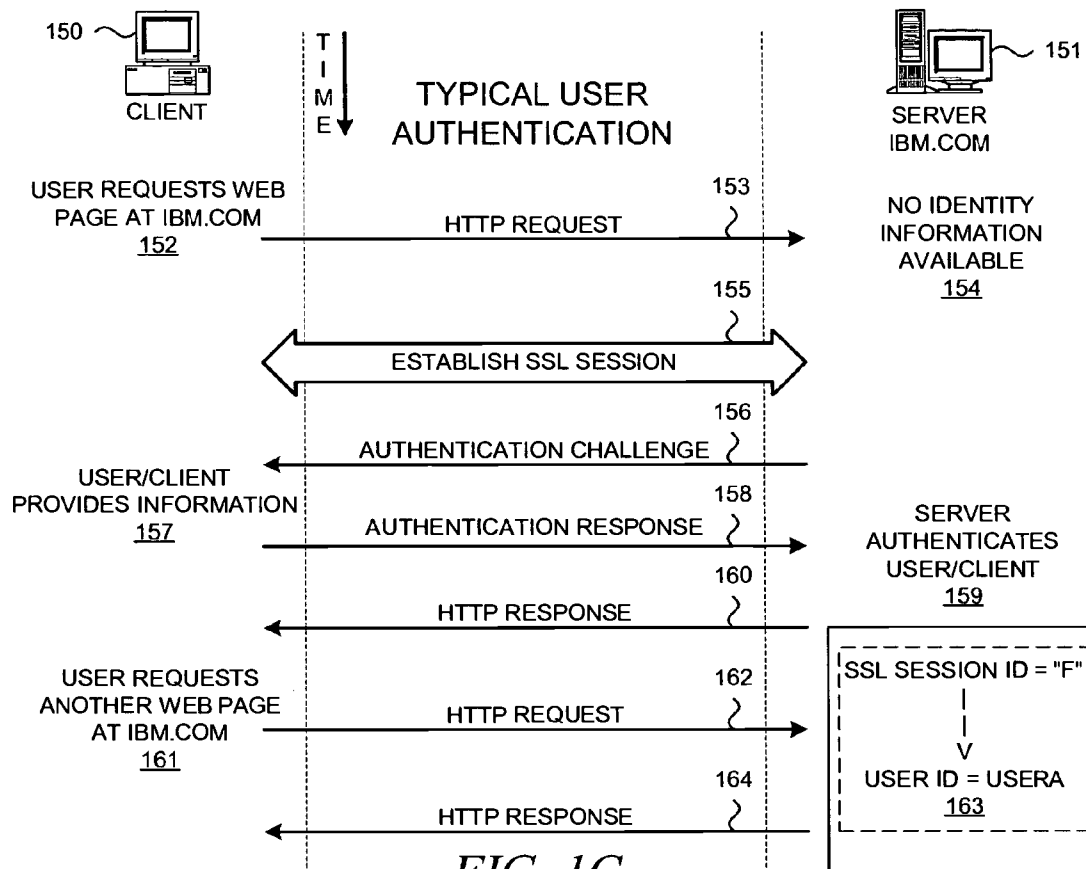 150
CLIENT
TIME
TYPICAL USER
AUTHENTICATION
151
SERVER
IBM.COM
USER REQUESTS WEB
PAGE AT IBM.COM
152
153
HTTP REQUEST
NO IDENTITY
INFORMATION
AVAILABLE
154
155
ESTABLISH SSL SESSION
156
AUTHENTICATION CHALLENGE
USER/CLIENT
PROVIDES INFORMATION
157
158
AUTHENTICATION RESPONSE
SERVER
AUTHENTICATES
USER/CLIENT
159
160
HTTP RESPONSE
USER REQUESTS
ANOTHER WEB PAGE
AT IBM.COM
161
162
HTTP REQUEST
SSL SESSION ID = "F"
V
USER ID = USERA
163
164
HTTP RESPONSE
FIG. 1C